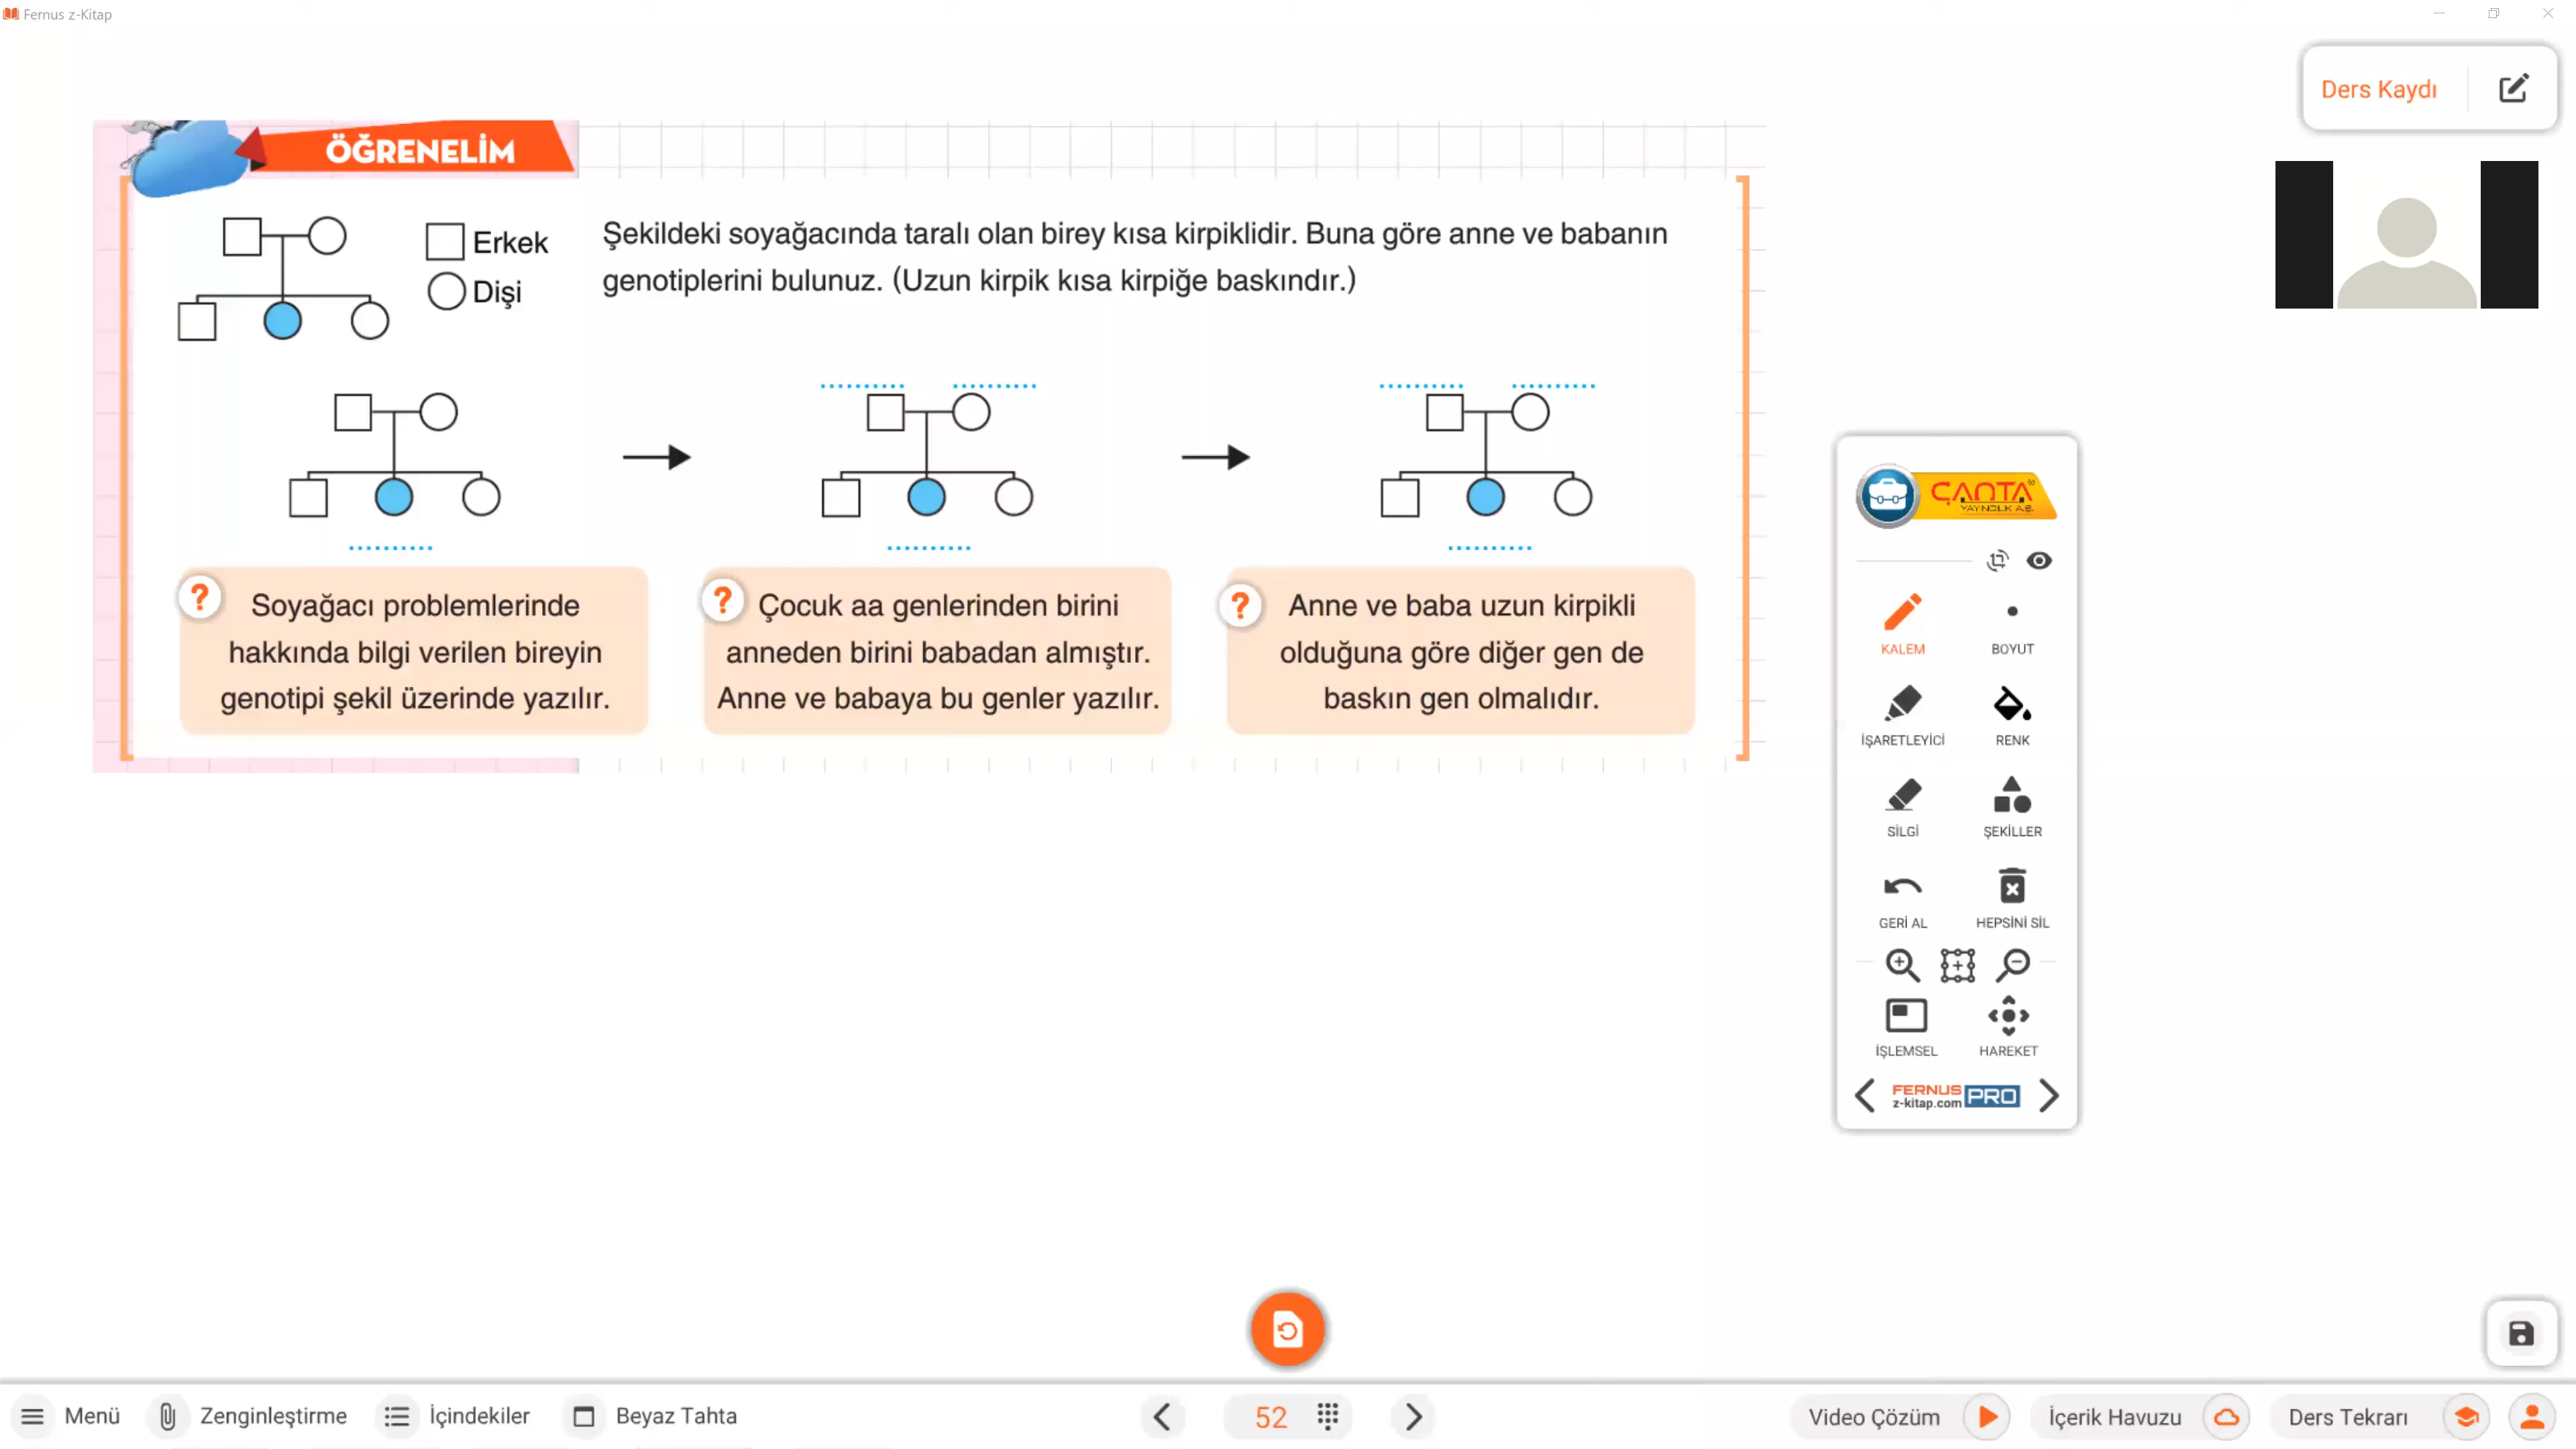 Fernus z-Kitap
Ders Kaydı
ÖĞRENELİM
Erkek
Dişi
Şekildeki soyağacında taralı olan birey kısa kirpiklidir. Buna göre anne ve babanın
genotiplerini bulunuz. (Uzun kirpik kısa kirpiğe baskındır.)
?
Soyağacı problemlerinde
hakkında bilgi verilen bireyin
genotipi şekil üzerinde yazılır.
?
Çocuk aa genlerinden birini
anneden birini babadan almıştır.
Anne ve babaya bu genler yazılır.
?
Anne ve baba uzun kirpikli
olduğuna göre diğer gen de
baskın gen olmalıdır.
ÇANTA
YAYINCILIK A.Ş.
KALEM
BOYUT
İŞARETLEYİCİ
RENK
SİLGİ
ŞEKİLLER
GERİ AL
HEPSİNİ SİL
İŞLEMSEL
HAREKET
FERNUS
z-kitap.com
PRO
Menü
Zenginleştirme
İçindekiler
Beyaz Tahta
52
Video Çözüm
İçerik Havuzu
Ders Tekrarı